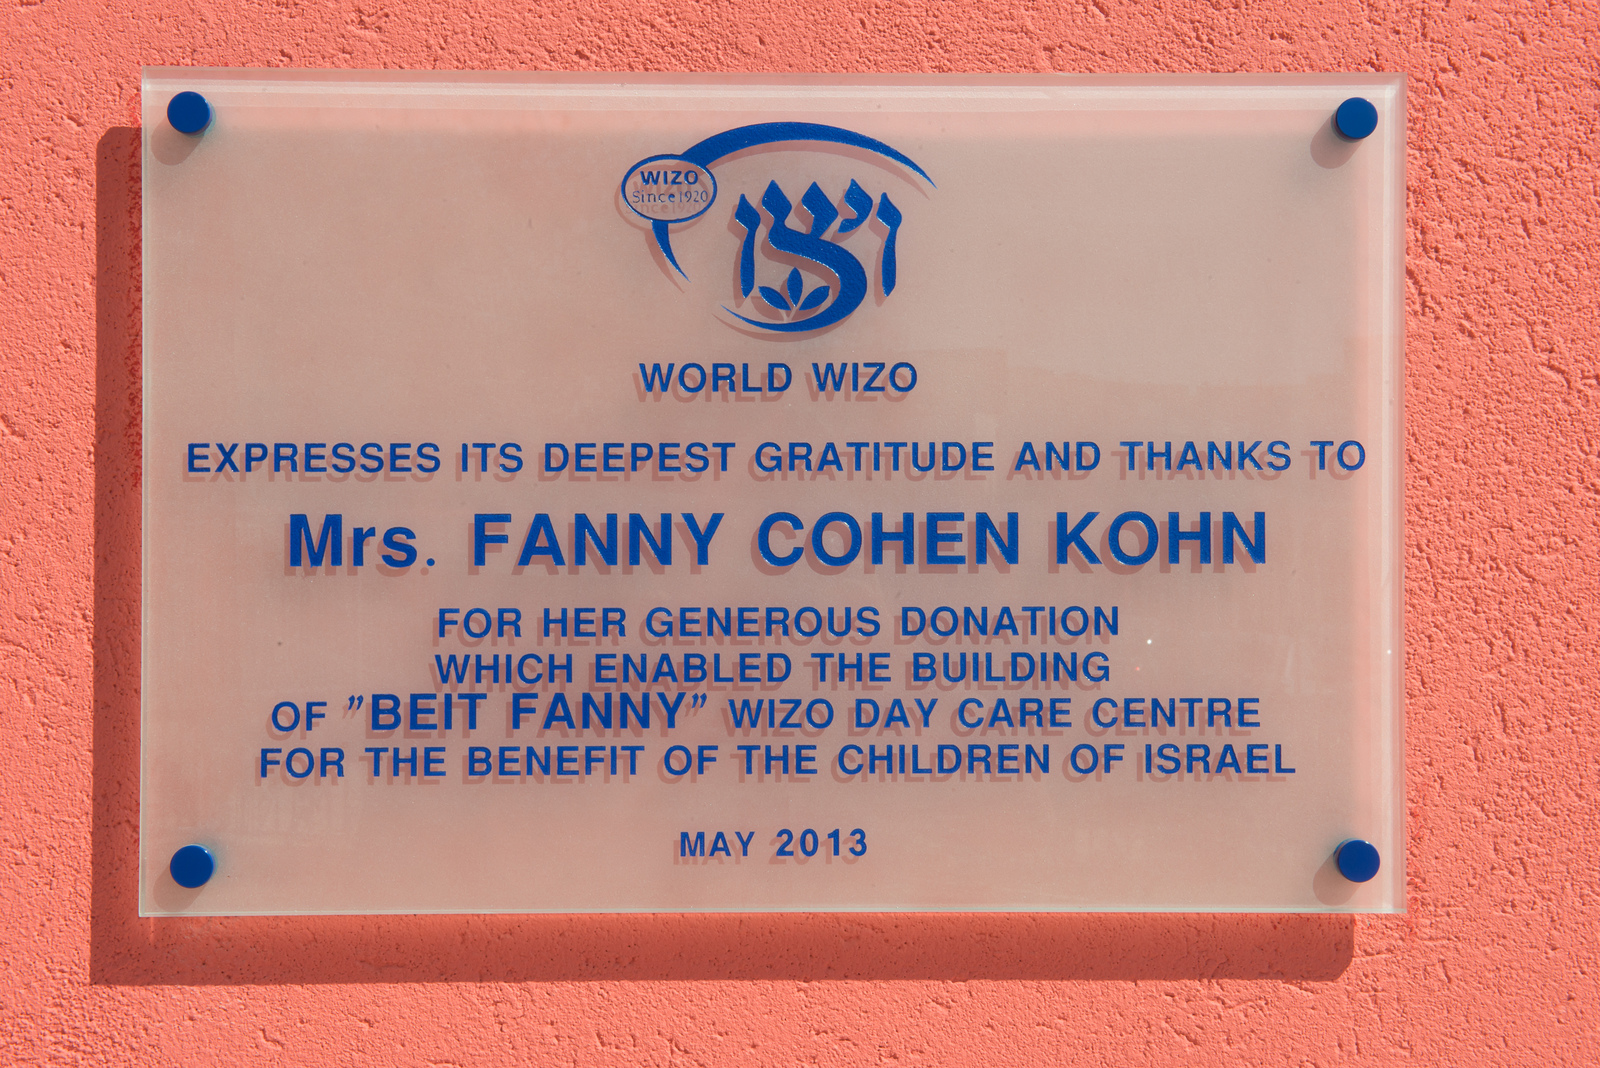 WIZO
Since 1920
ויצו
WORLD WIZO
EXPRESSES ITS DEEPEST GRATITUDE AND THANKS TO
Mrs. FANNY COHEN KOHN
FOR HER GENEROUS DONATION
WHICH ENABLED THE BUILDING
OF "BEIT FANNY" WIZO DAY CARE CENTRE
FOR THE BENEFIT OF THE CHILDREN OF ISRAEL
MAY 2013